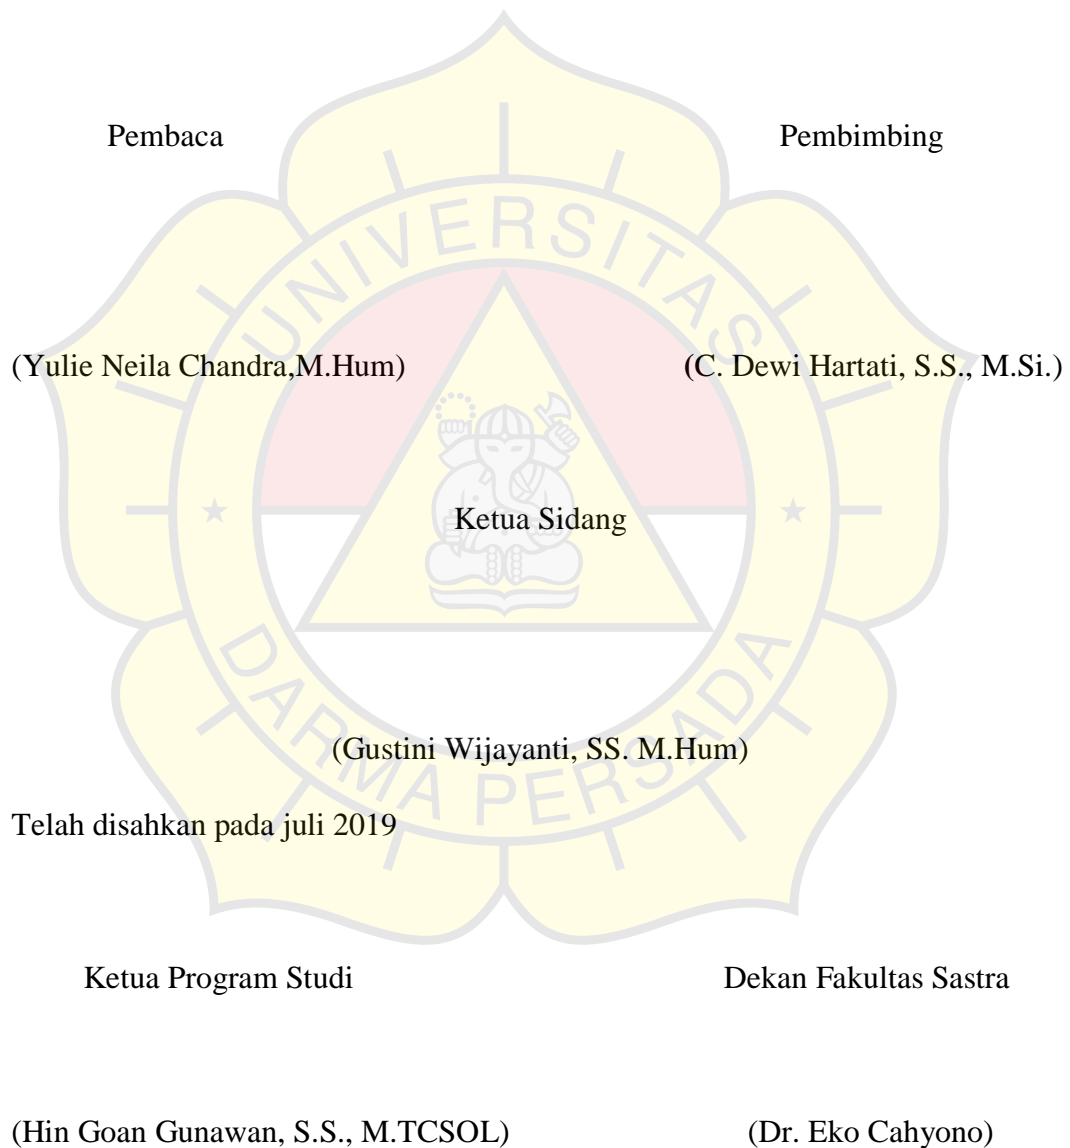 Pembaca Pembimbing
UNIVERSITAS
(Yulie Neila Chandra,M.Hum) (C. Dewi Hartati, S.S., M.Si.)
Ketua Sidang
(Gustini Wijayanti, SS. M.Hum)
DARMA PERSADA
Telah disahkan pada juli 2019
Ketua Program Studi Dekan Fakultas Sastra
(Hin Goan Gunawan, S.S., M.TCSOL) (Dr. Eko Cahyono)